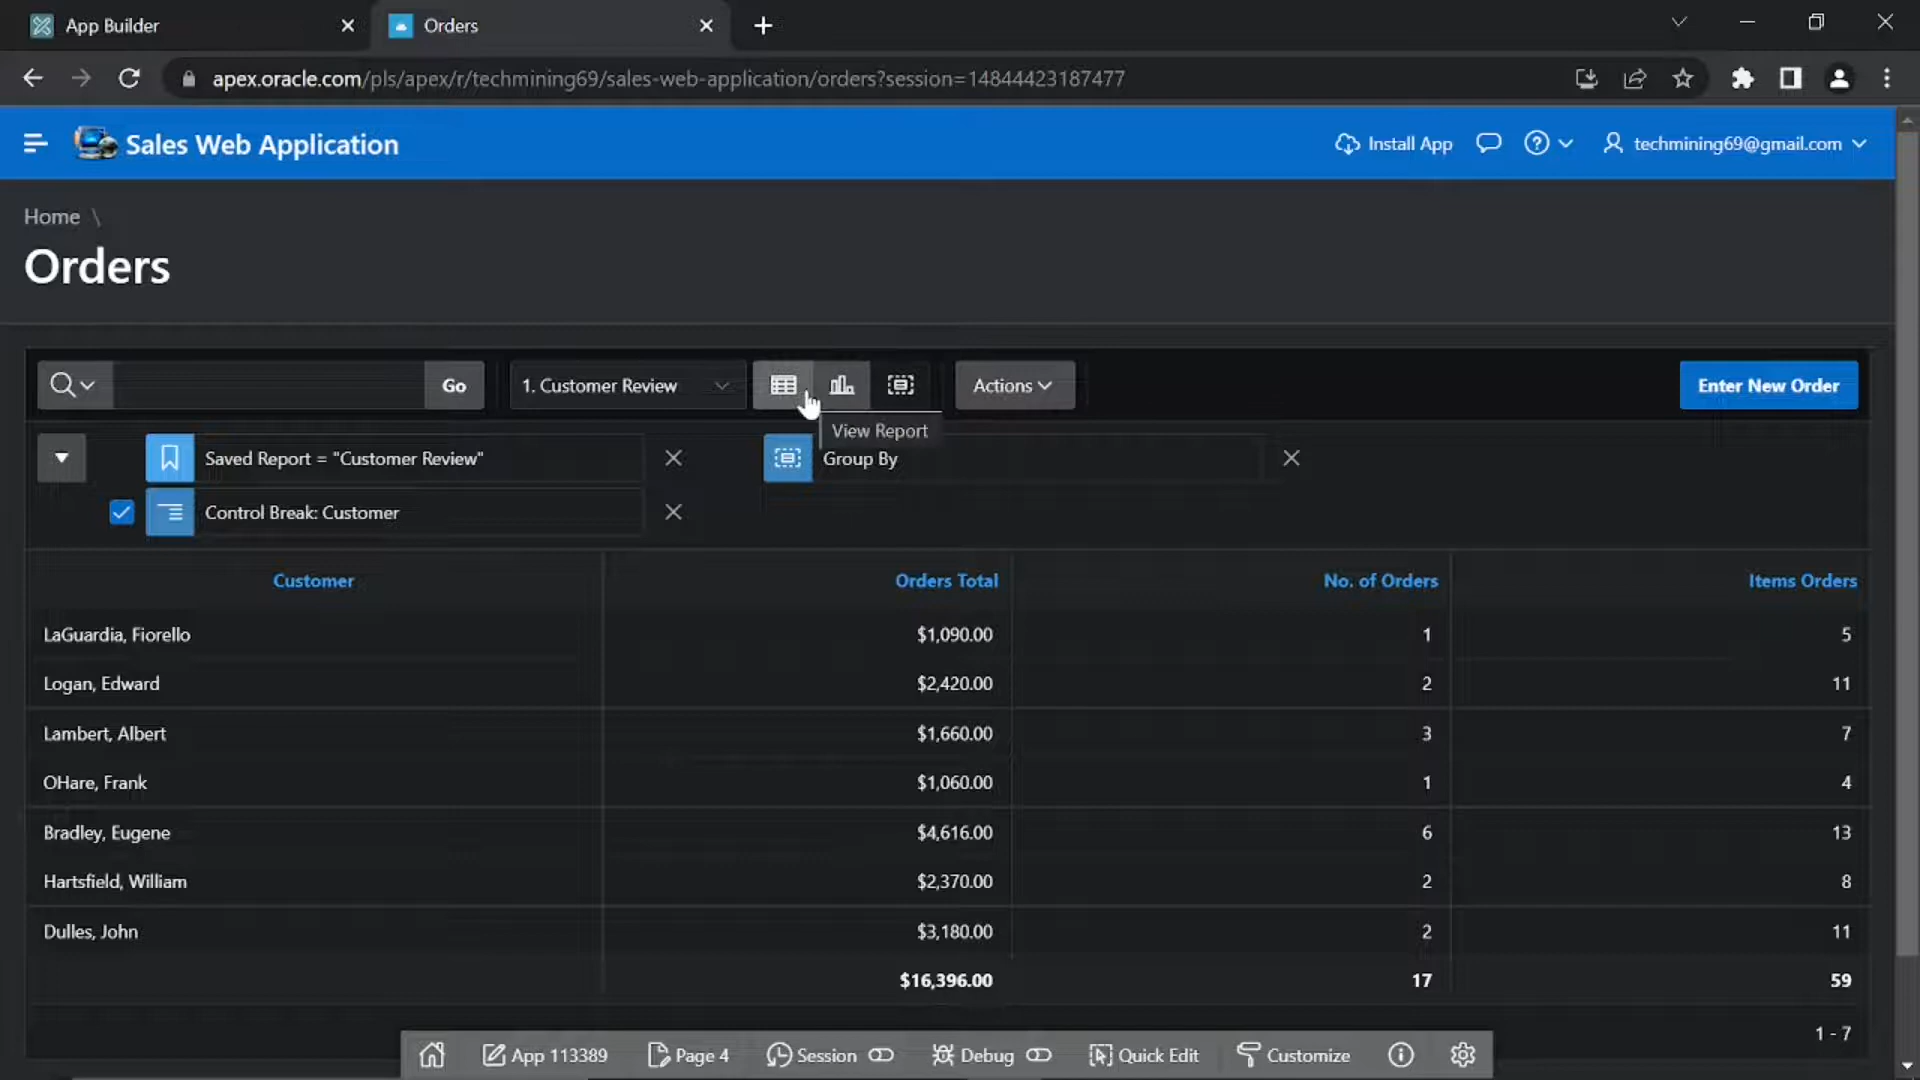 App Builder
Orders
apex.oracle.com/pls/apex/r/techmining69/sales-web-application/orders?session=14844423187477
Sales Web Application
Install App
techmining69@gmail.com
Home \
Orders
Go
1. Customer Review
Actions
Enter New Order
View Report
Saved Report = "Customer Review"
Group By
Control Break: Customer
Customer Orders Total No. of Orders Items Orders
LaGuardia, Fiorello $1,090.00 1 5
Logan, Edward $2,420.00 2 11
Lambert, Albert $1,660.00 3 7
OHare, Frank $1,060.00 1 4
Bradley, Eugene $4,616.00 6 13
Hartsfield, William $2,370.00 2 8
Dulles, John $3,180.00 2 11
$16,396.00 17 59
1 - 7
App 113389
Page 4
Session
Debug
Quick Edit
Customize